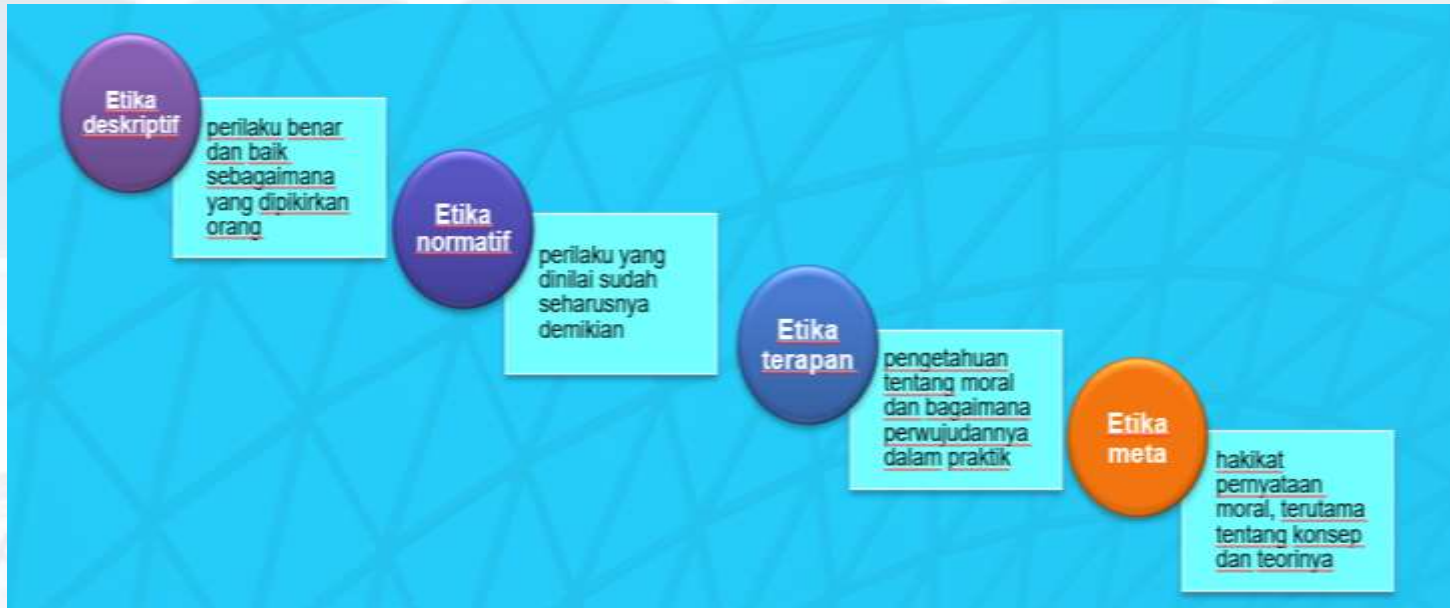 Etika
deskriptif
perilaku benar
dan baik
sebagaimana
yang dipikirkan
orang
Etika
normatif
perilaku yang
dinilai sudah
seharusnya
demikian
Etika
terapan
pengetahuan
tentang moral
dan bagaimana
perwujudannya
dalam praktik
Etika
meta
hakikat
pernyataan
moral, terutama
tentang konsep
dan teorinya